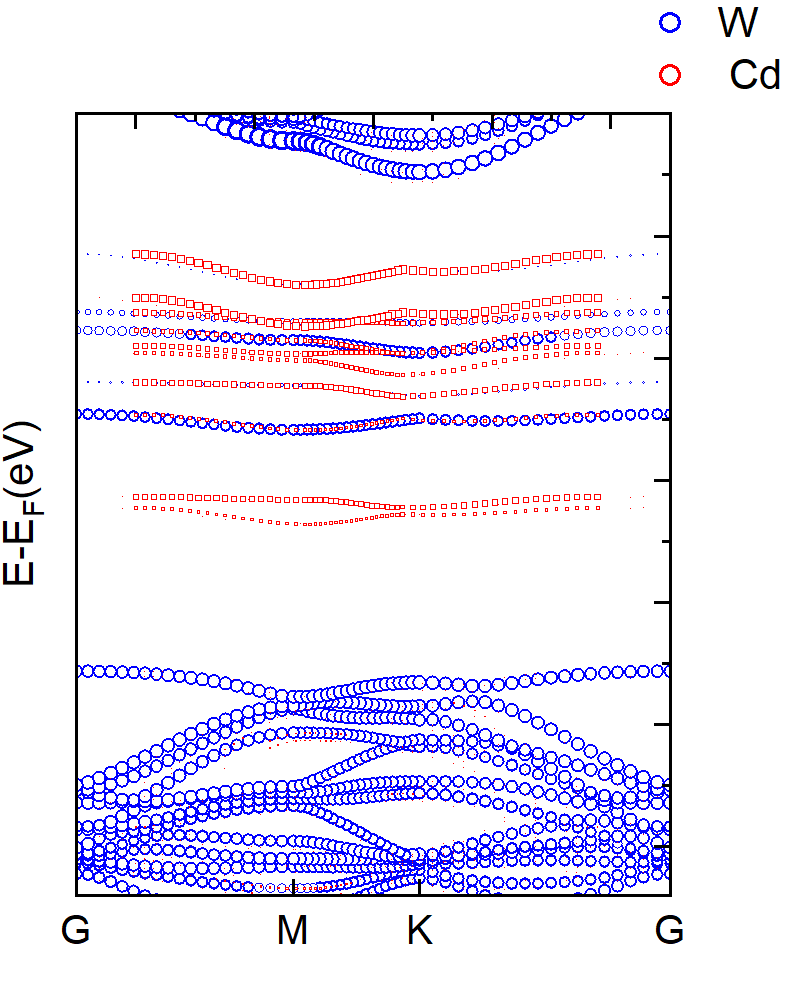 W
Cd
E-E_F(eV)
G M K G